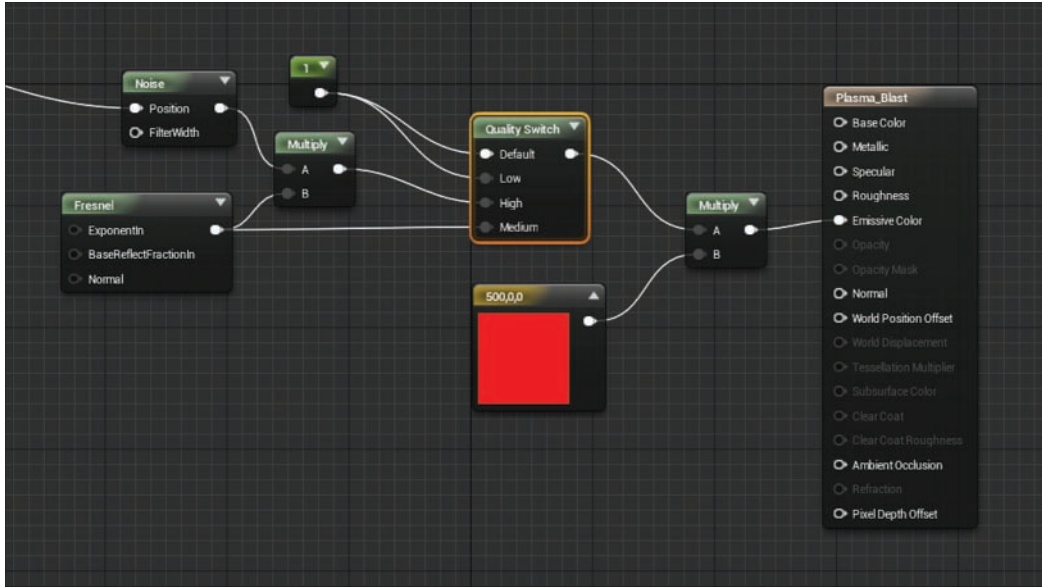 Noise
Position
FilterWidth
1
Multiply
A
B
Fresnel
ExponentIn
BaseReflectFractionIn
Normal
Quality Switch
Default
Low
High
Medium
500,0,0
Multiply
A
B
Plasma_Blast
Base Color
Metallic
Specular
Roughness
Emissive Color
Opacity
Opacity Mask
Normal
World Position Offset
World Displacement
Tessellation Multiplier
Subsurface Color
Clear Coat
Clear Coat Roughness
Ambient Occlusion
Refraction
Pixel Depth Offset